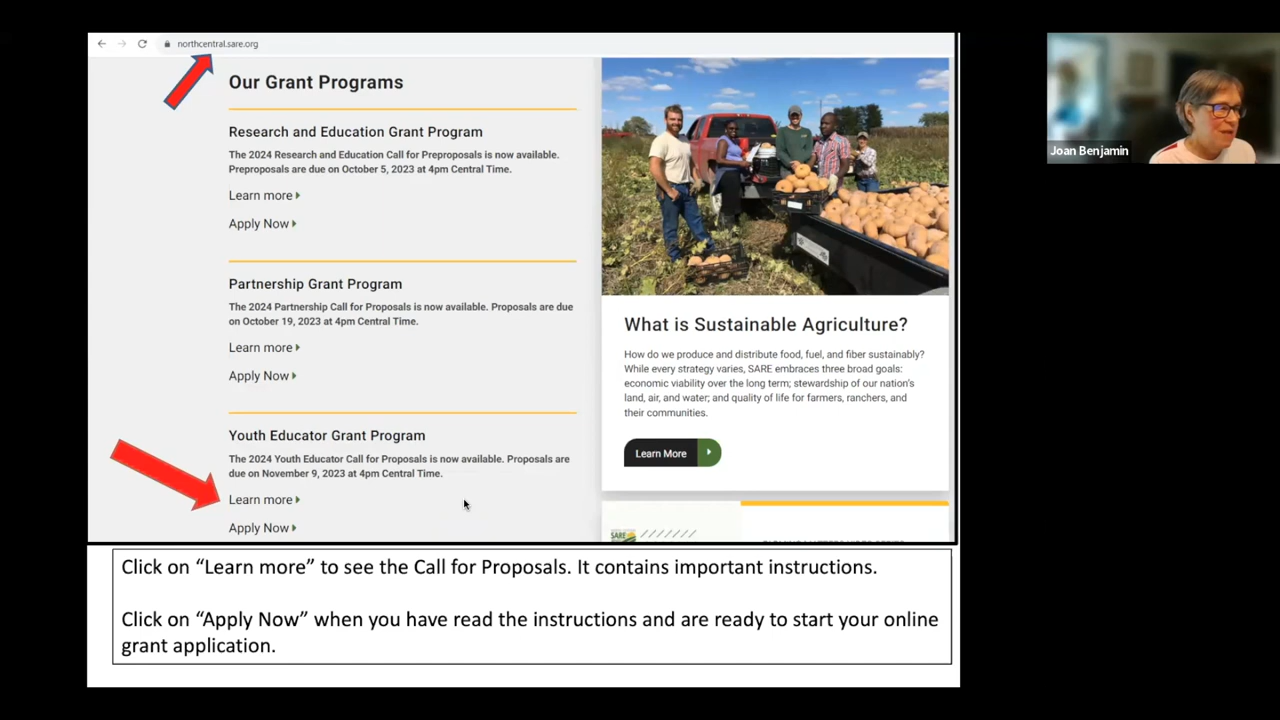 northcentral.sare.org
Our Grant Programs
Research and Education Grant Program
The 2024 Research and Education Call for Preproposals is now available.
Preproposals are due on October 5, 2023 at 4pm Central Time.
Learn more
Apply Now
Partnership Grant Program
The 2024 Partnership Call for Proposals is now available. Proposals are due
on October 19, 2023 at 4pm Central Time.
Learn more
Apply Now
Youth Educator Grant Program
The 2024 Youth Educator Call for Proposals is now available. Proposals are
due on November 9, 2023 at 4pm Central Time.
Learn more
Apply Now
What is Sustainable Agriculture?
How do we produce and distribute food, fuel, and fiber sustainably?
While every strategy varies, SARE embraces three broad goals:
economic viability over the long term; stewardship of our nation's
land, air, and water; and quality of life for farmers, ranchers, and
their communities.
Learn More
SARE
Click on “Learn more” to see the Call for Proposals. It contains important instructions.
Click on “Apply Now” when you have read the instructions and are ready to start your online
grant application.
Joan Benjamin